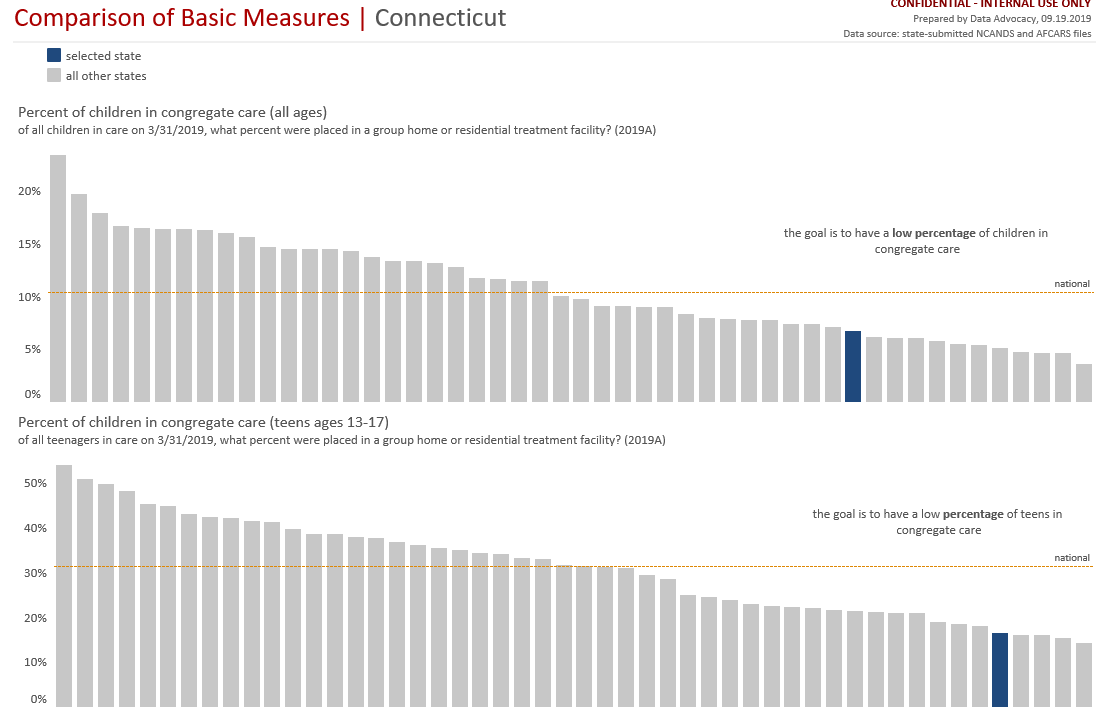 Comparison of Basic Measures | Connecticut
CONFIDENTIAL - INTERNAL USE ONLY
Prepared by Data Advocacy, 09.19.2019
Data source: state-submitted NCANDS and AFCARS files
selected state
all other states
Percent of children in congregate care (all ages)
of all children in care on 3/31/2019, what percent were placed in a group home or residential treatment facility? (2019A)
20%
15%
the goal is to have a low percentage of children in
congregate care
national
10%
5%
0%
Percent of children in congregate care (teens ages 13-17)
of all teenagers in care on 3/31/2019, what percent were placed in a group home or residential treatment facility? (2019A)
50%
the goal is to have a low percentage of teens in
congregate care
40%
national
30%
20%
10%
0%